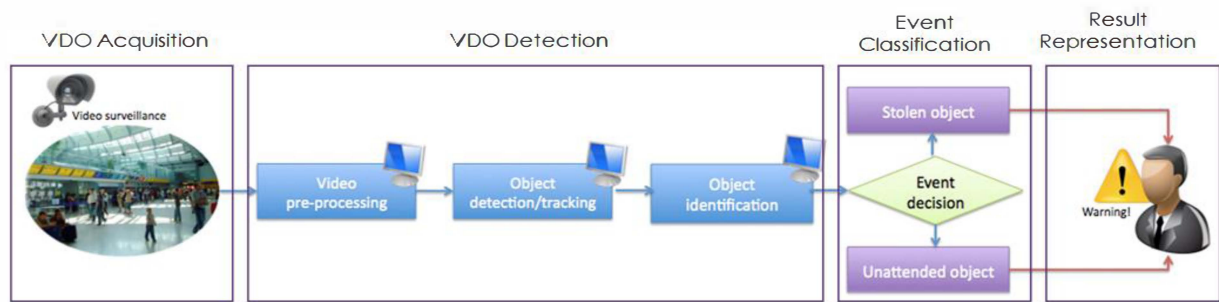 VDO Acquisition
VDO Detection
Event
Classification
Result
Representation
Video surveillance
Video
pre-processing
Object
detection/tracking
Object
identification
Stolen object
Event
decision
Unattended object
Warning!